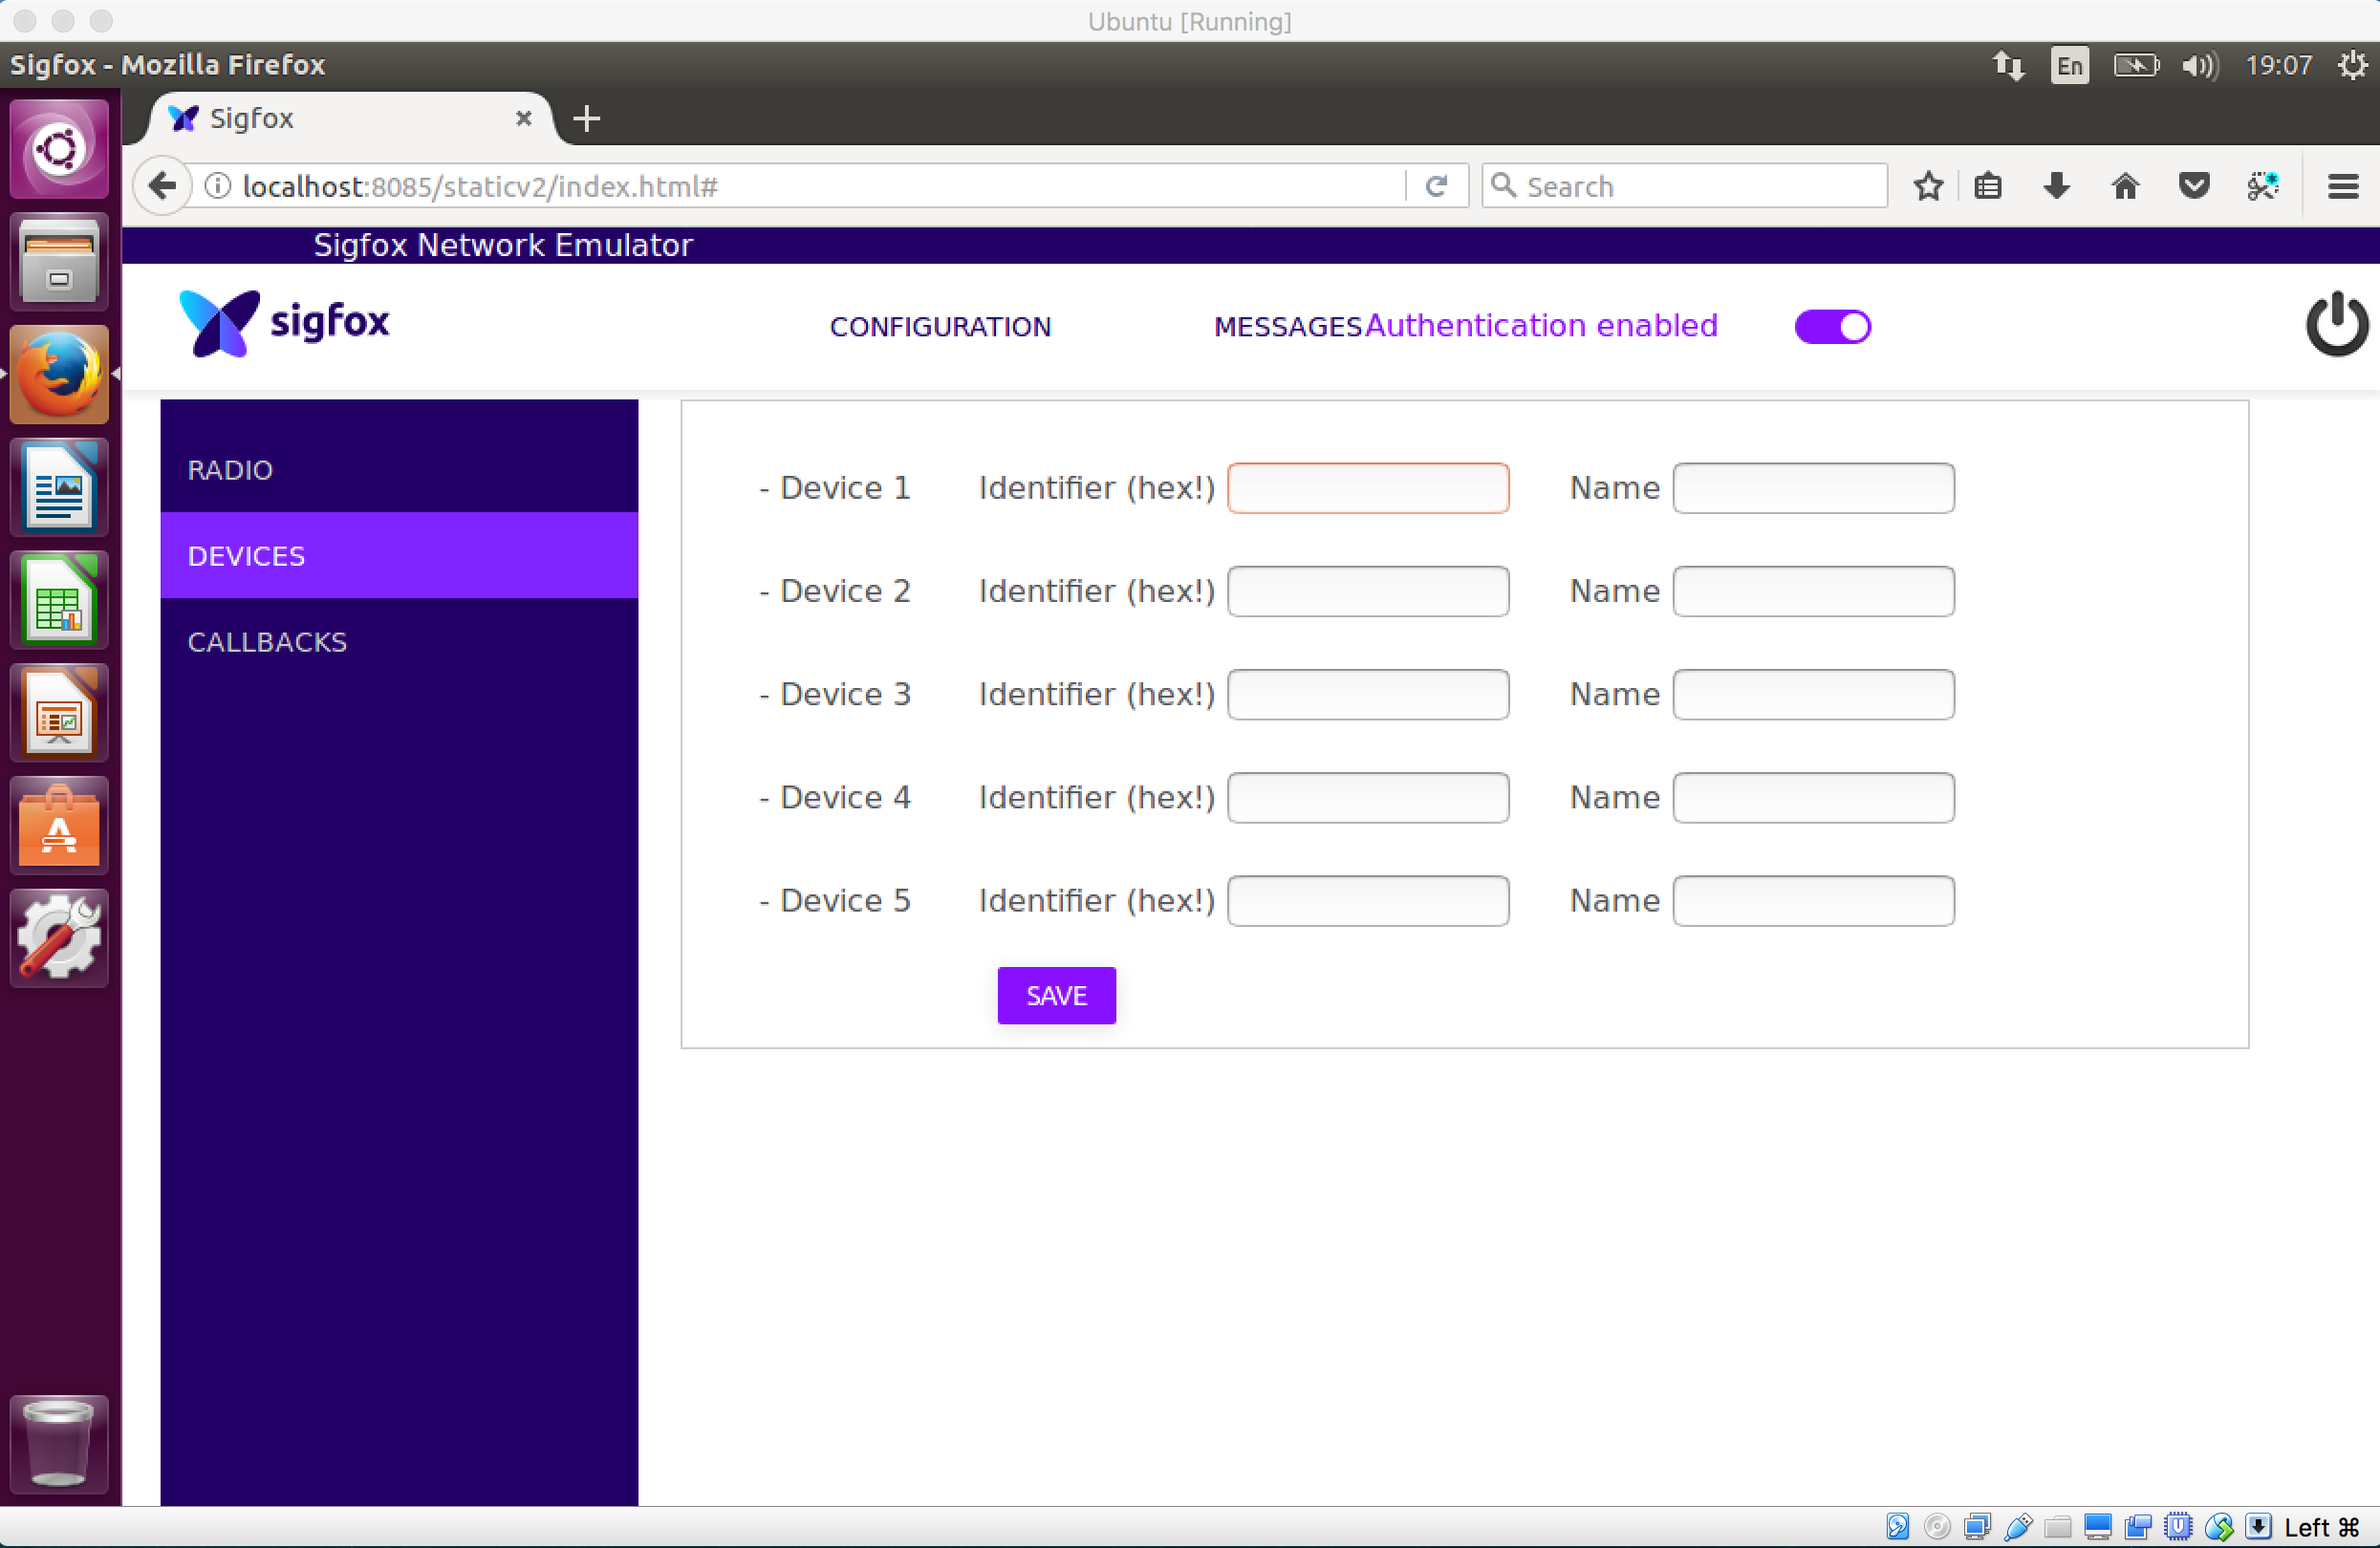 Ubuntu [Running]
Sigfox - Mozilla Firefox
En
19:07
Sigfox
localhost:8085/staticv2/index.html#
Search
Sigfox Network Emulator
sigfox
CONFIGURATION
MESSAGES
Authentication enabled
RADIO
DEVICES
CALLBACKS
- Device 1 Identifier (hex!) Name
- Device 2 Identifier (hex!) Name
- Device 3 Identifier (hex!) Name
- Device 4 Identifier (hex!) Name
- Device 5 Identifier (hex!) Name
SAVE
Left ⌘